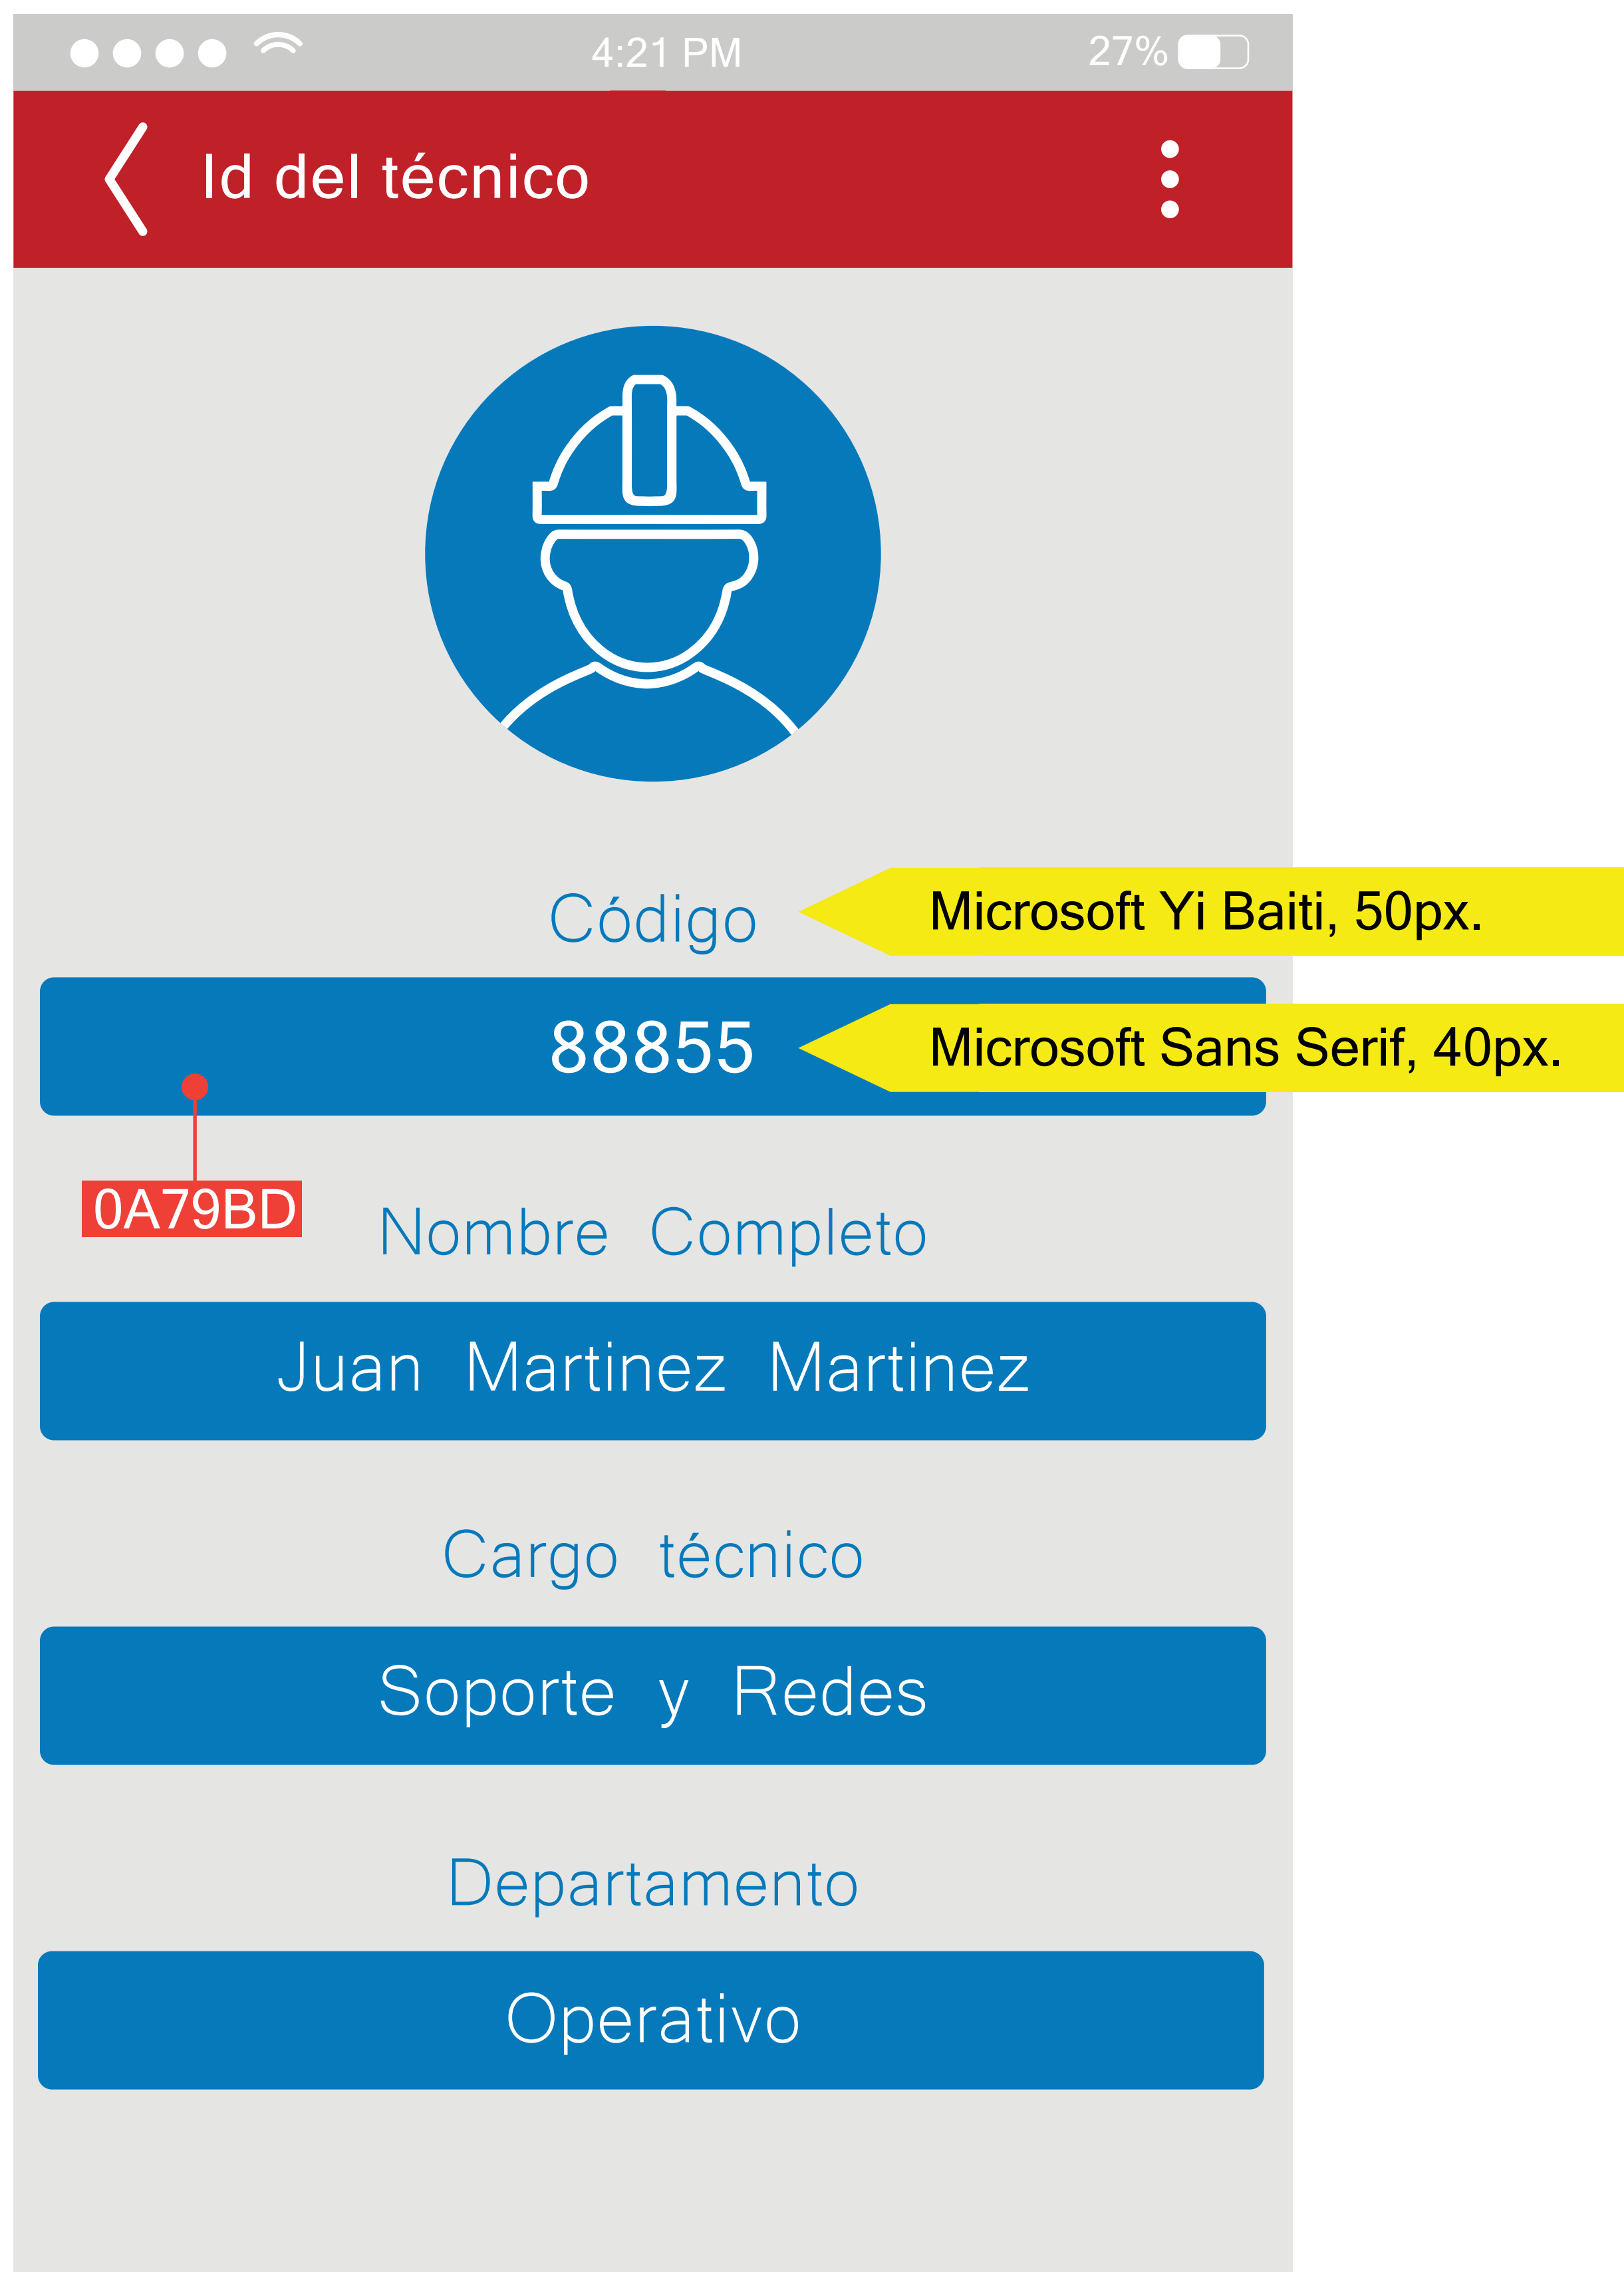 4:21 PM
27%
Id del técnico
Código
Microsoft Yi Baiti, 50px.
88855
Microsoft Sans Serif, 40px.
0A79BD
Nombre Completo
Juan Martinez Martinez
Cargo técnico
Soporte y Redes
Departamento
Operativo